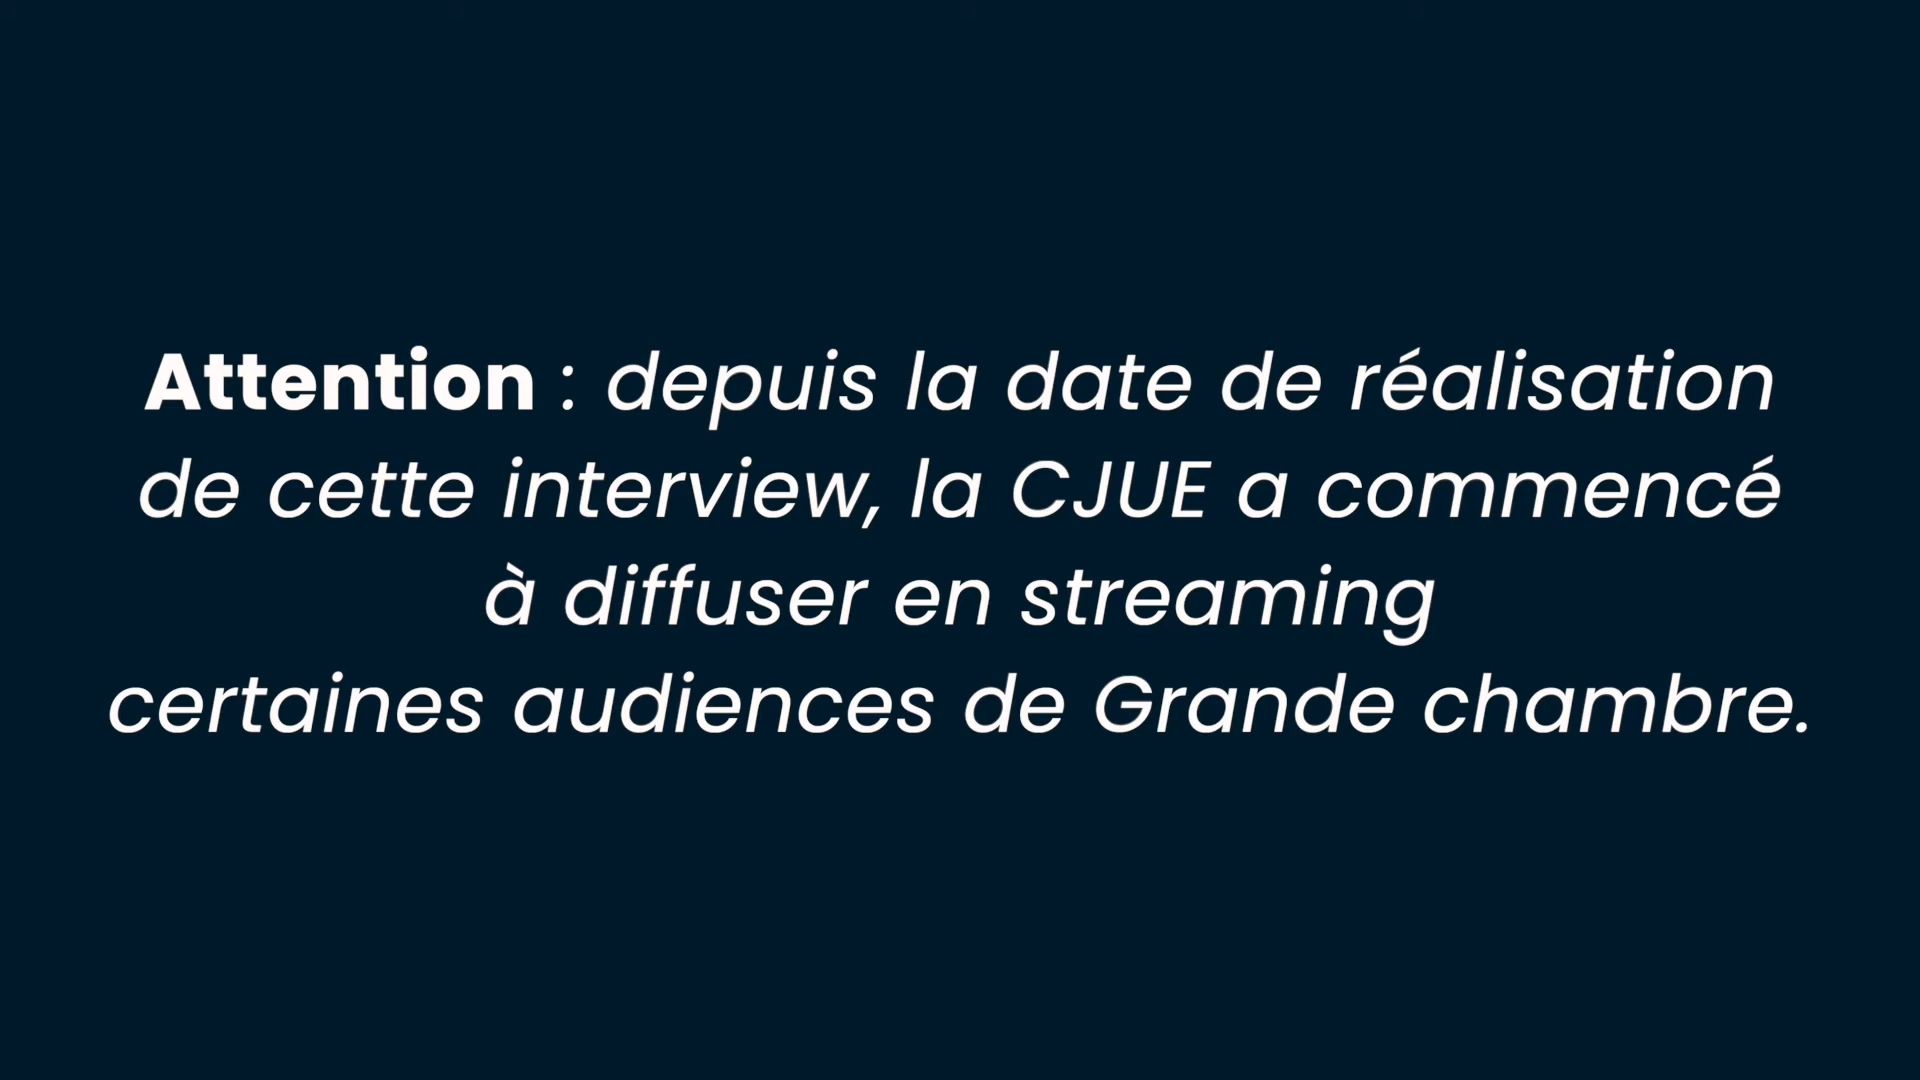 Attention : depuis la date de réalisation
de cette interview, la CJUE a commencé
à diffuser en streaming
certaines audiences de Grande chambre.